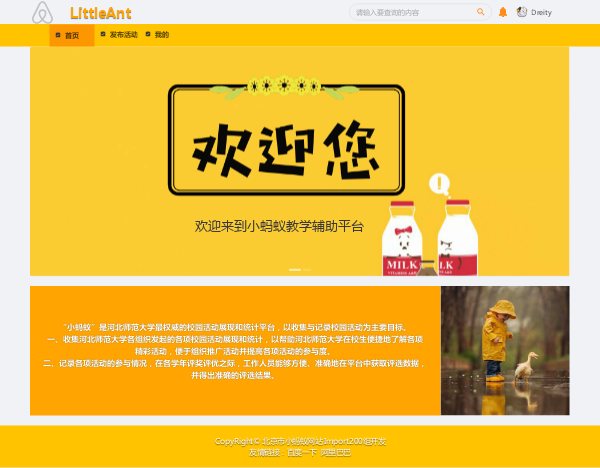 LittleAnt
请输入要查询的内容
Dreity
首页
发布活动
我的
欢迎您
欢迎来到小蚂蚁教学辅助平台
MILK
MILK
“小蚂蚁”是河北师范大学最权威的校园活动展现和统计平台，以收集与记录校园活动为主要目标。
一、收集河北师范大学各组织发起的各项校园活动展现和统计，以帮助河北师范大学在校生便捷地了解各项
精彩活动，便于组织推广活动并提高各项活动的参与度。
二、记录各项活动的参与情况，在各学年评奖评优之际，工作人员能够方便、准确地在平台中获取评选数据，
并得出准确的评选结果。
CopyRight© 北京市小蚂蚁网站Import200组开发
友情链接：百度一下 阿里巴巴